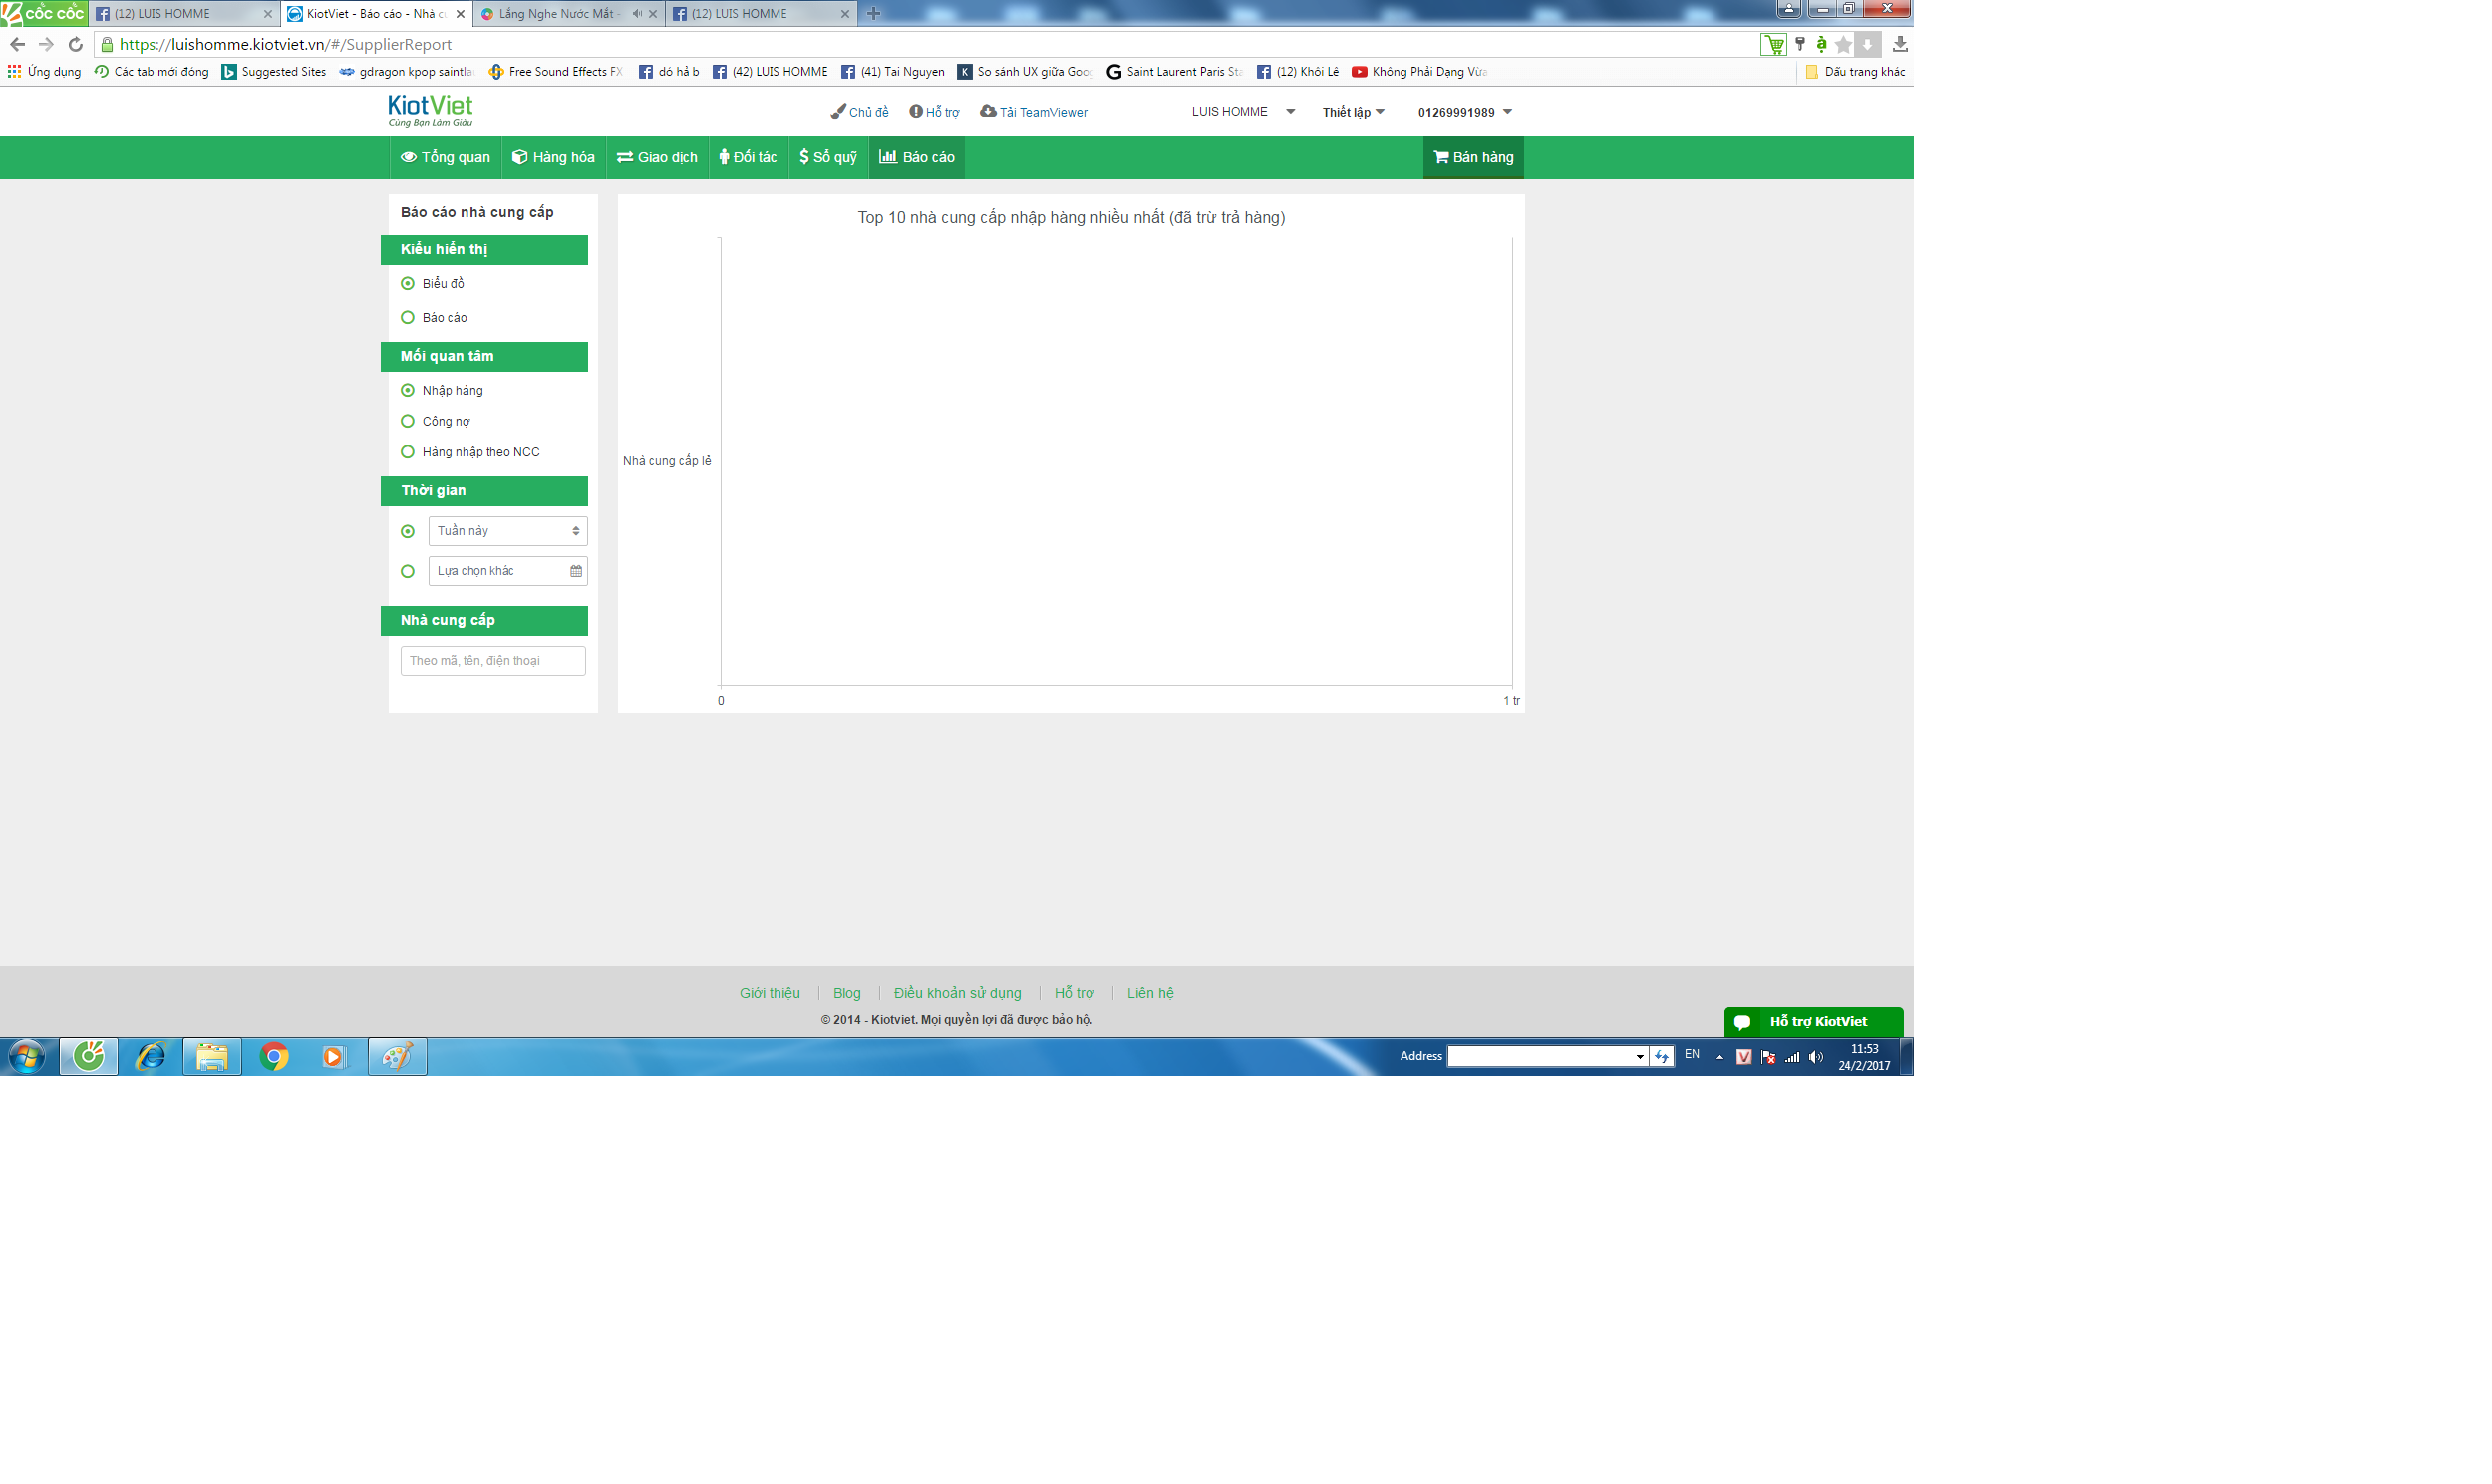 cốc cốc (12) LUIS HOMME KiotViet - Báo cáo - Nhà Lắng Nghe Nước Mắt - (12) LUIS HOMME
https://luishomme.kiotviet.vn/#/SupplierReport
Ứng dụng Các tab mới đóng Suggested Sites gdragon kpop Free Sound Effects FX dó hả b (42) LUIS HOMME (41) Tai Nguyen So sánh UX giữa Saint Laurent Paris (12) Khôi Lê Không Phải Dạng Vừa Dấu trang khác
KiotViet
Cùng Bạn Làm Giàu
Chủ đề Hỗ trợ Tải TeamViewer LUIS HOMME Thiết lập 01269991989
Tổng quan Hàng hóa Giao dịch Đối tác Sổ quỹ Báo cáo Bán hàng
Báo cáo nhà cung cấp
Kiểu hiển thị
Biểu đồ
Báo cáo
Mối quan tâm
Nhập hàng
Công nợ
Hàng nhập theo NCC
Thời gian
Tuần này
Lựa chọn khác
Nhà cung cấp
Theo mã, tên, điện thoại
Top 10 nhà cung cấp nhập hàng nhiều nhất (đã trừ trả hàng)
Nhà cung cấp lẻ
0 1 tr
Giới thiệu Blog Điều khoản sử dụng Hỗ trợ Liên hệ
© 2014 - Kiotviet. Mọi quyền lợi đã được bảo hộ.
Hỗ trợ KiotViet
Address EN 11:53
24/2/2017